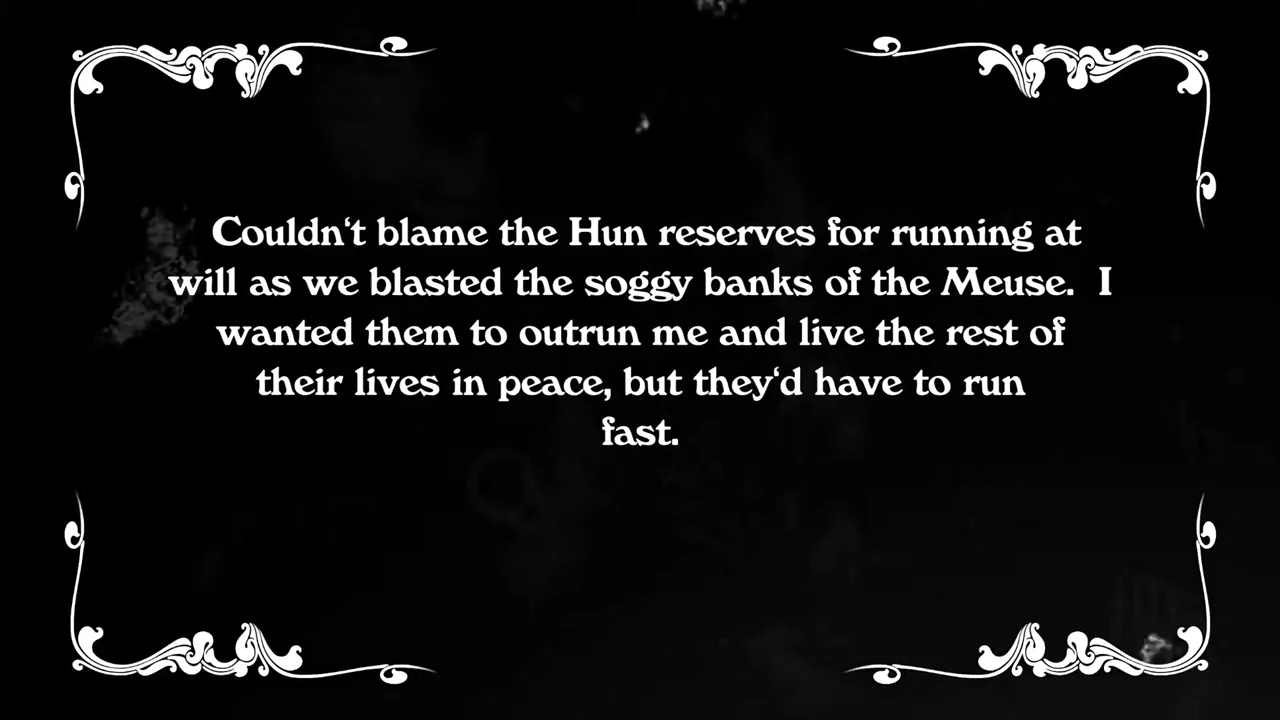 Couldn‘t blame the Hun reserves for running at
will as we blasted the soggy banks of the Meuse.  I
wanted them to outrun me and live the rest of
their lives in peace, but they‘d have to run
fast.